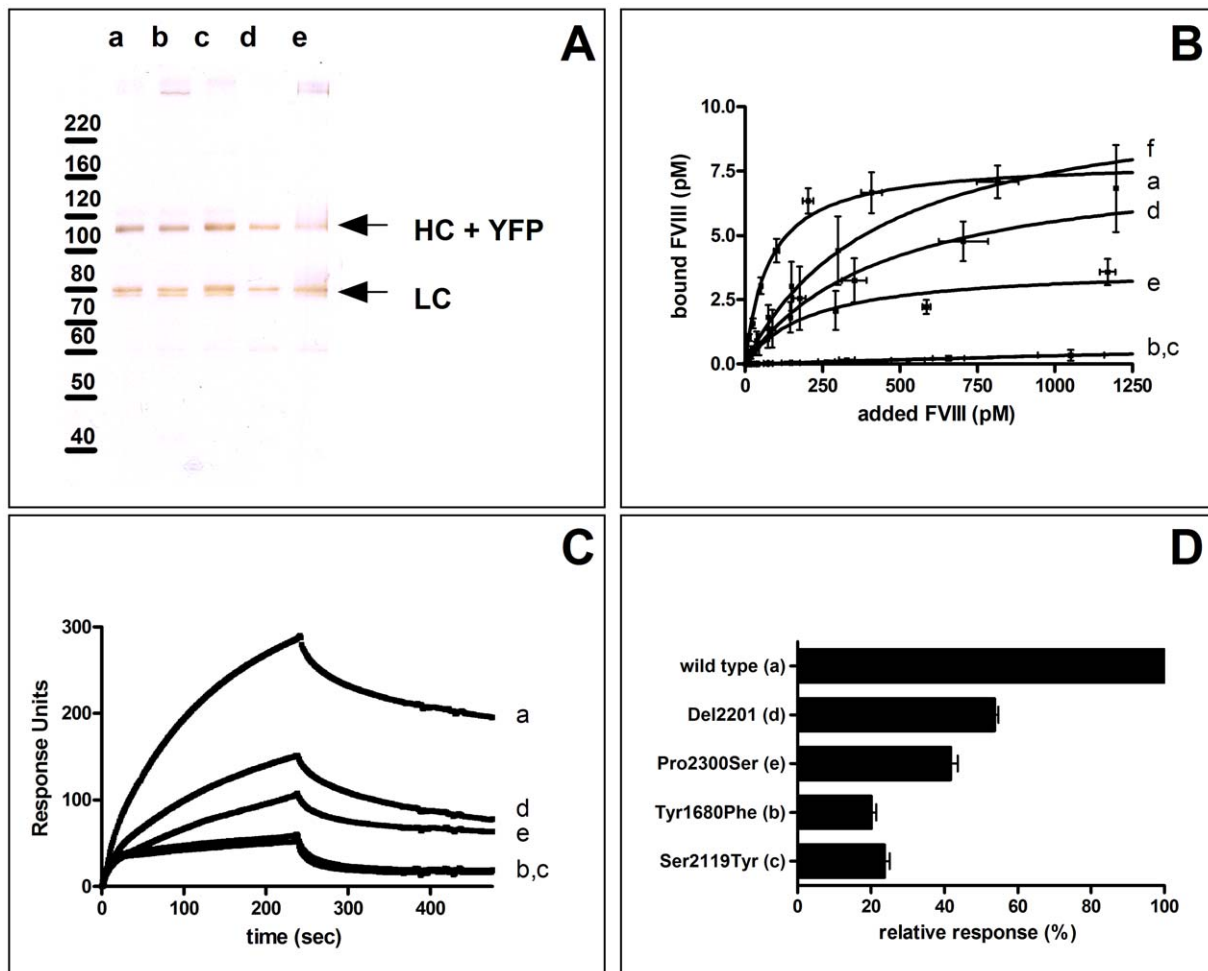 a b c d e
A
220
160
120
100
80
70
60
50
40
HC + YFP
LC
B
10.0
7.5
5.0
2.5
0.0
bound FVIII (pM)
f
a
d
e
b,c
0 250 500 750 1000 1250
added FVIII (pM)
C
300
200
100
0
Response Units
a
d
e
b,c
0 100 200 300 400
time (sec)
D
wild type (a)
Del2201 (d)
Pro2300Ser (e)
Tyr1680Phe (b)
Ser2119Tyr (c)
0 20 40 60 80 100
relative response (%)